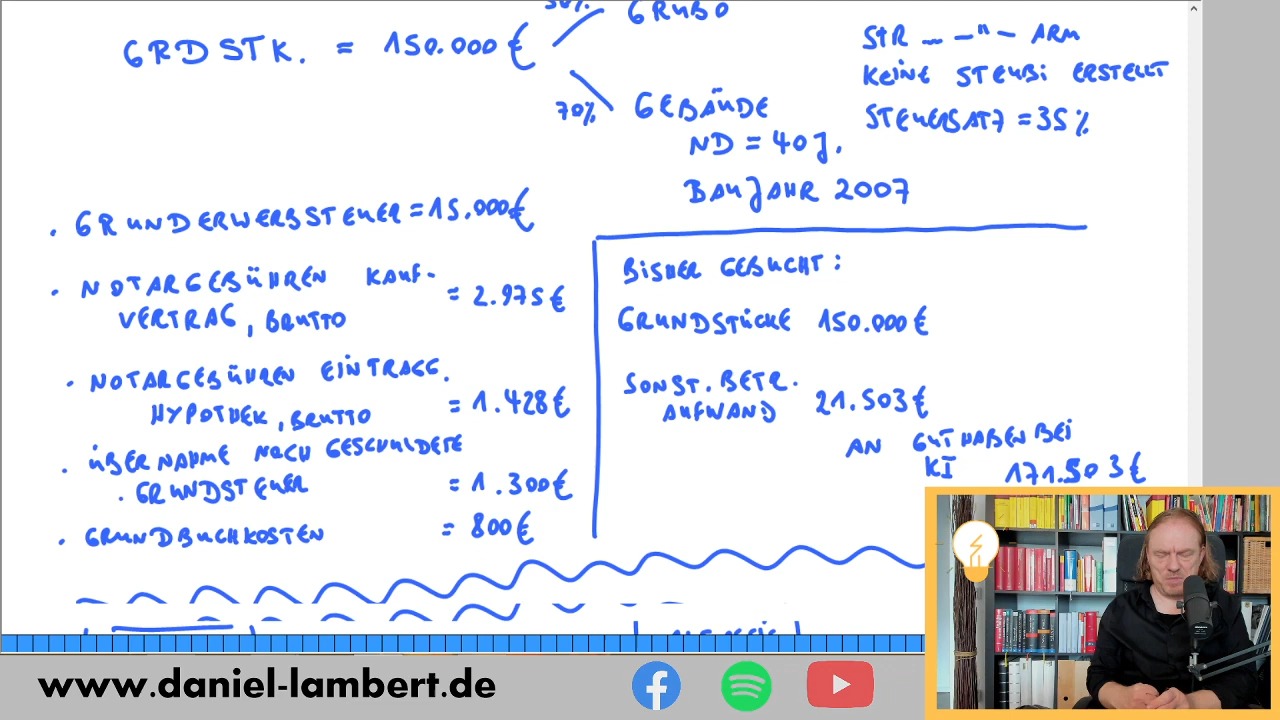 GRUBO
GRDSTK. = 150.000 €
70%
GEBÄUDE
ND = 40 J.
BAUJAHR 2007
STR — — " — ARM
KEINE STEUBI ERSTELLT
STEUERSATZ = 35 %
· GRUNDERWERBSTEUER = 15.000 €
· NOTARGEBÜHREN KAUF-
VERTRAG, BRUTTO = 2.975 €
· NOTARGEBÜHREN EINTRAGG.
HYPOTHEK, BRUTTO = 1.428 €
· ÜBERNAHME NOCH GESCHULDETE
· GRUNDSTEUER = 1.300 €
· GRUNDBUCHKOSTEN = 800 €
BISHER GEBUCHT:
GRUNDSTÜCKE 150.000 €
SONST. BETR.
AUFWAND 21.503 €
AN GUTHABEN BEI
KI 171.503 €
www.daniel-lambert.de